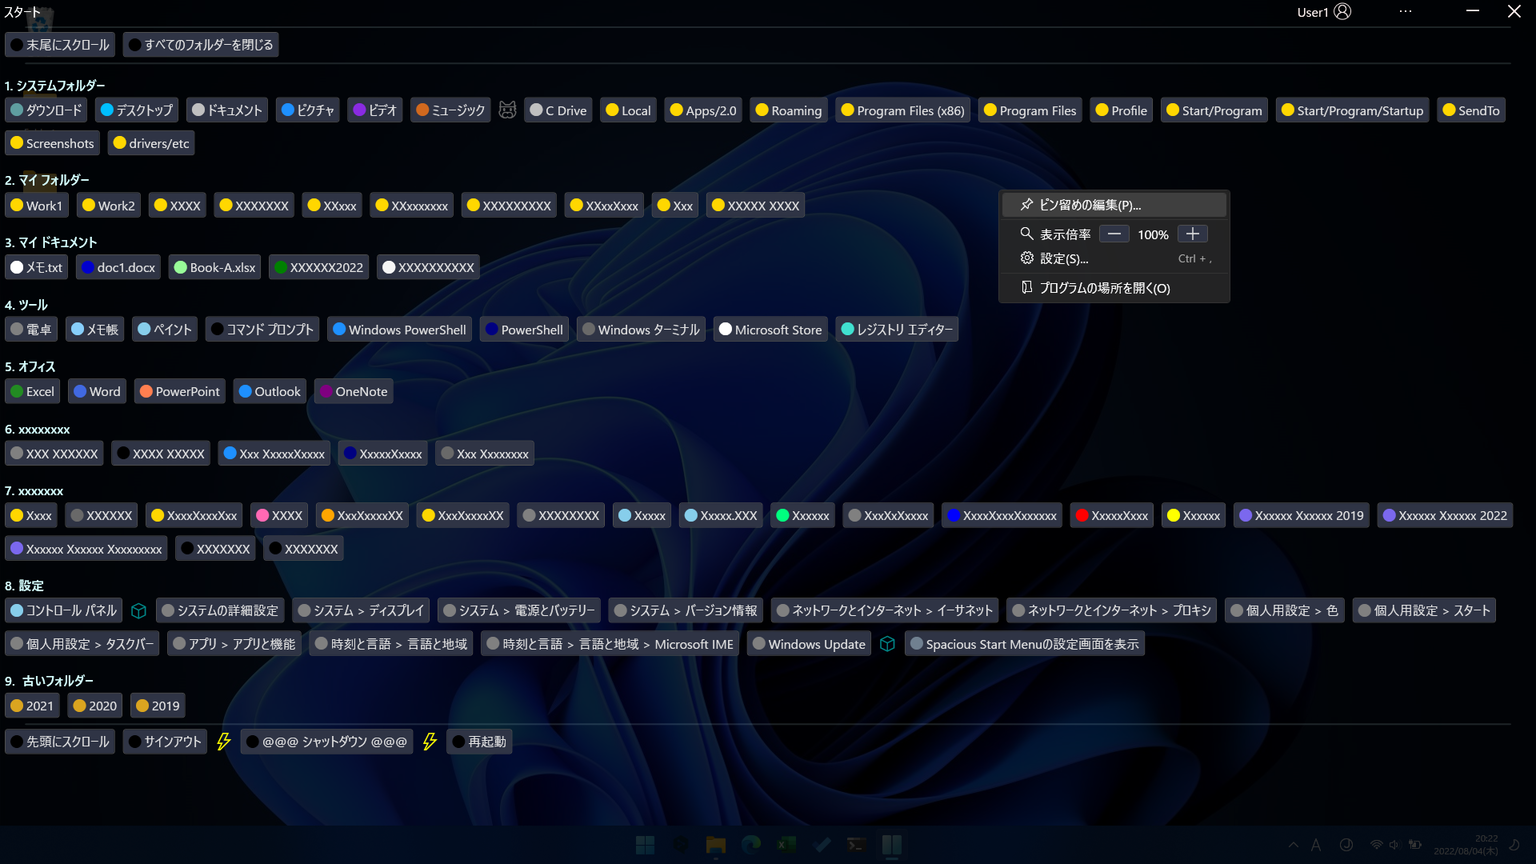 スタート
User1
末尾にスクロール すべてのフォルダーを閉じる
1. システムフォルダー
ダウンロード デスクトップ ドキュメント ピクチャ ビデオ ミュージック C Drive Local Apps/2.0 Roaming Program Files (x86) Program Files Profile Start/Program Start/Program/Startup SendTo
Screenshots drivers/etc
2. マイ フォルダー
Work1 Work2 XXXX XXXXXXX XXxxx XXxxxxxxx XXXXXXXXX XXxxXxxx Xxx XXXXX XXXX
ピン留めの編集(P)...
表示倍率 — 100% +
設定(S)... Ctrl + ,
プログラムの場所を開く(O)
3. マイ ドキュメント
メモ.txt doc1.docx Book-A.xlsx XXXXXX2022 XXXXXXXXXX
4. ツール
電卓 メモ帳 ペイント コマンド プロンプト Windows PowerShell PowerShell Windows ターミナル Microsoft Store レジストリ エディター
5. オフィス
Excel Word PowerPoint Outlook OneNote
6. xxxxxxxx
XXX XXXXXX XXXX XXXXX Xxx XxxxxXxxxx XxxxxXxxxx Xxx Xxxxxxxx
7. xxxxxxx
Xxxx XXXXXX XxxxXxxxXxx XXXX XxxXxxxxXX XxxXxxxxXX XXXXXXXX Xxxxx Xxxxx.XXX Xxxxxx XxxXxXxxxx XxxxXxxxXxxxxxx XxxxxXxxx Xxxxxx Xxxxxx Xxxxxx 2019 Xxxxxx Xxxxxx 2022
Xxxxxx Xxxxxx Xxxxxxxxx XXXXXXX XXXXXXX
8. 設定
コントロール パネル システムの詳細設定 システム > ディスプレイ システム > 電源とバッテリー システム > バージョン情報 ネットワークとインターネット > イーサネット ネットワークとインターネット > プロキシ 個人用設定 > 色 個人用設定 > スタート
個人用設定 > タスクバー アプリ > アプリと機能 時刻と言語 > 言語と地域 時刻と言語 > 言語と地域 > Microsoft IME Windows Update Spacious Start Menuの設定画面を表示
9. 古いフォルダー
2021 2020 2019
先頭にスクロール サインアウト @@@ シャットダウン @@@ 再起動
A 20:22
2022/08/04(木)